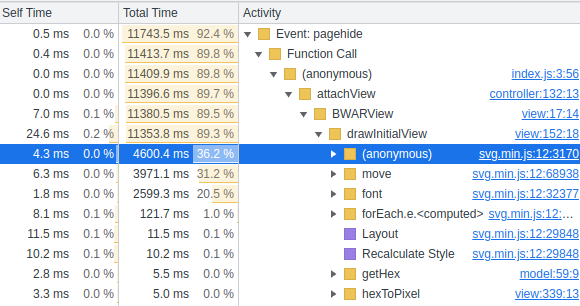 Self Time Total Time Activity
0.5 ms 0.0 % 11743.5 ms 92.4 % Event: pagehide
0.4 ms 0.0 % 11413.7 ms 89.8 % Function Call
0.0 ms 0.0 % 11409.9 ms 89.8 % (anonymous) index.js:3:56
0.0 ms 0.0 % 11396.6 ms 89.7 % attachView controller:132:13
7.0 ms 0.1 % 11380.5 ms 89.5 % BWARView view:17:14
24.6 ms 0.2 % 11353.8 ms 89.3 % drawInitialView view:152:18
4.3 ms 0.0 % 4600.4 ms 36.2 % (anonymous) svg.min.js:12:3170
6.3 ms 0.0 % 3971.1 ms 31.2 % move svg.min.js:12:68938
1.8 ms 0.0 % 2599.3 ms 20.5 % font svg.min.js:12:32377
8.1 ms 0.1 % 121.7 ms 1.0 % forEach.e.<computed> svg.min.js:12:...
11.5 ms 0.1 % 11.5 ms 0.1 % Layout svg.min.js:12:29848
10.2 ms 0.1 % 10.2 ms 0.1 % Recalculate Style svg.min.js:12:29848
2.8 ms 0.0 % 5.5 ms 0.0 % getHex model:59:9
3.3 ms 0.0 % 5.0 ms 0.0 % hexToPixel view:339:13